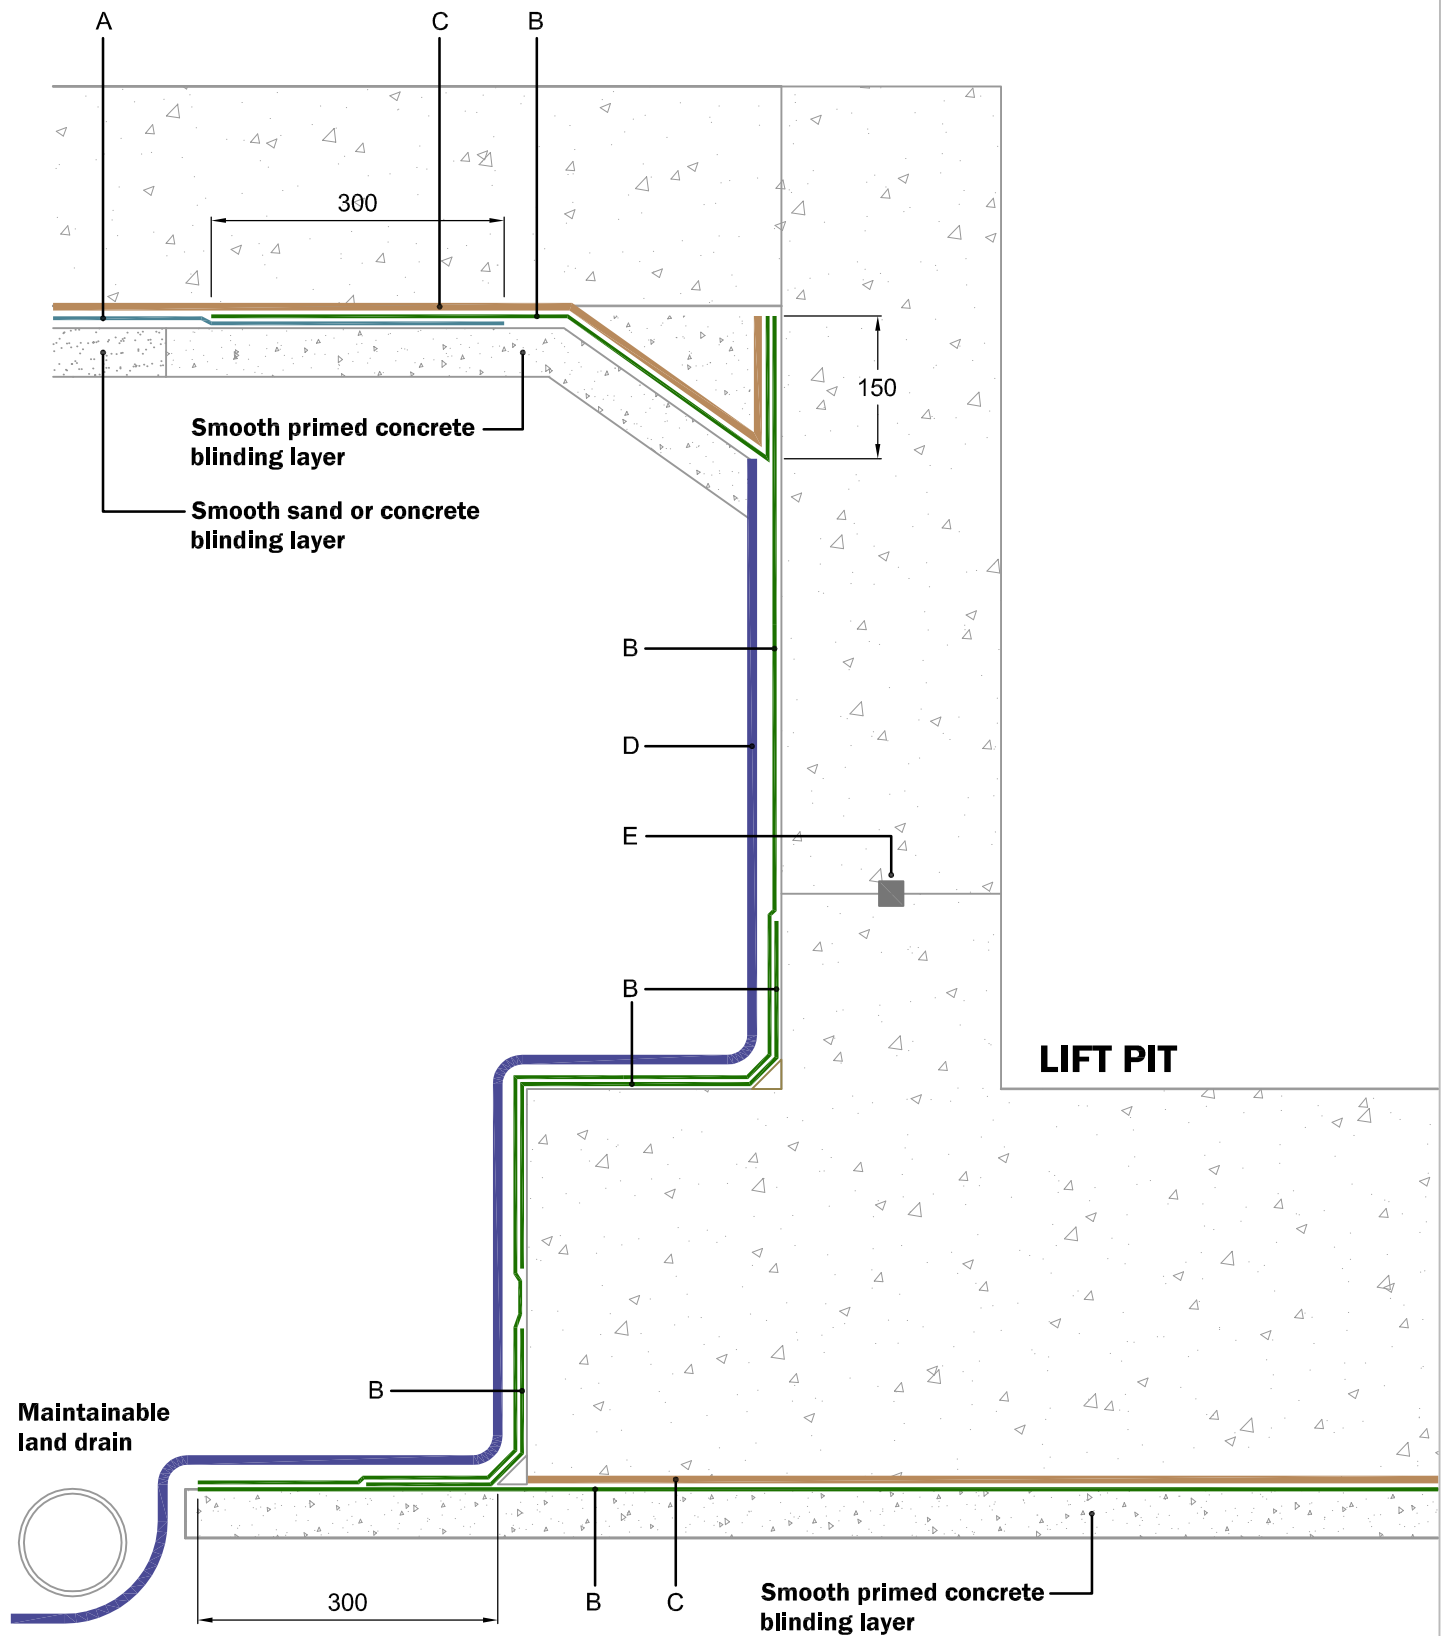 A
C
B
300
150
Smooth primed concrete
blinding layer
Smooth sand or concrete
blinding layer
B
D
E
B
LIFT PIT
B
Maintainable
land drain
300
B
C
Smooth primed concrete
blinding layer